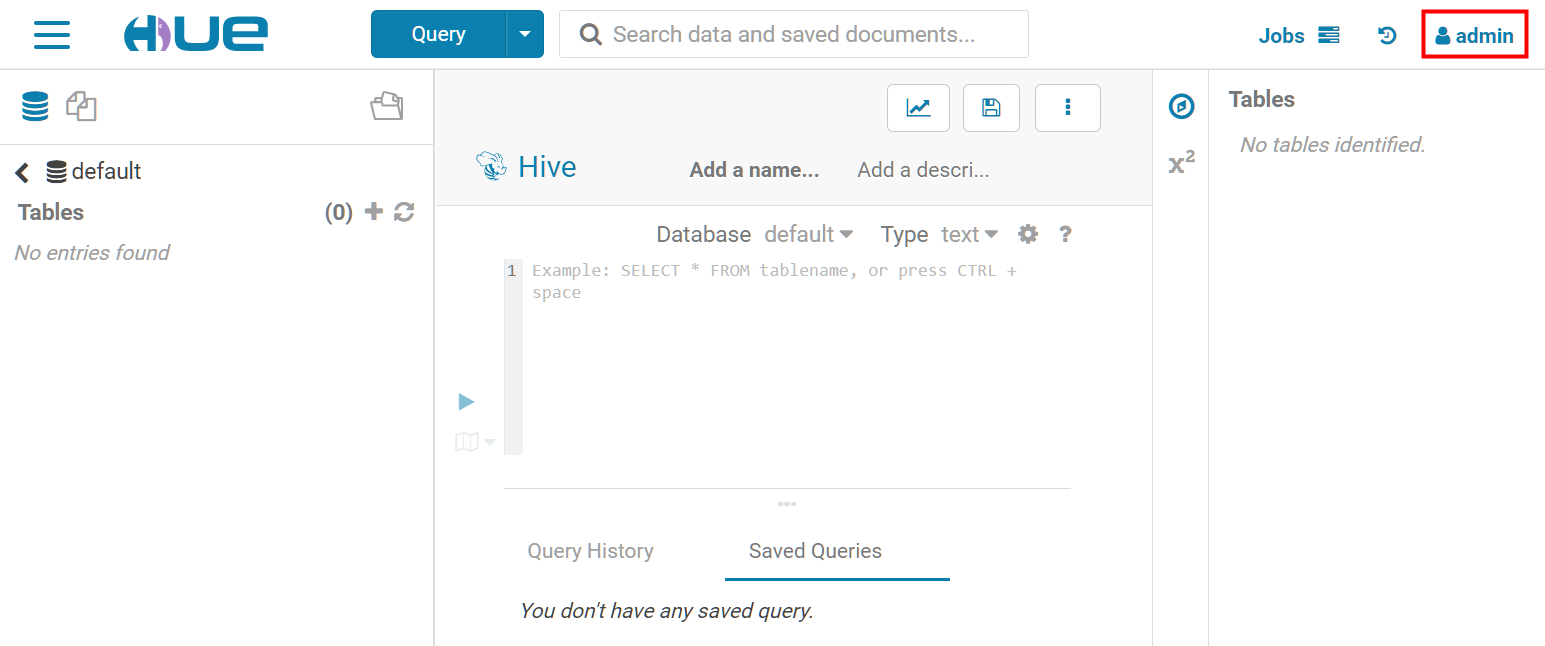 HUE
Query
Search data and saved documents...
Jobs
admin
default
Tables
(0)
No entries found
Hive
Add a name...
Add a descri...
Database default
Type text
?
1
Example: SELECT * FROM tablename, or press CTRL +
space
Query History
Saved Queries
You don't have any saved query.
x²
Tables
No tables identified.